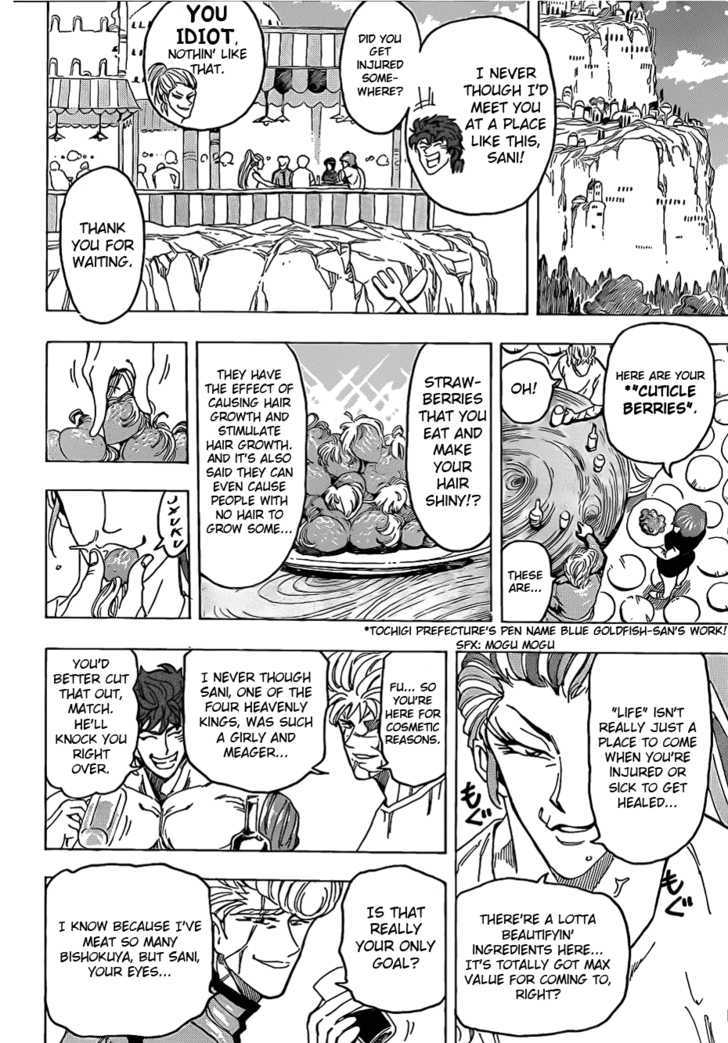 I NEVER
THOUGH I'D
MEET YOU
AT A PLACE
LIKE THIS,
SANI!
DID YOU
GET
INJURED
SOME-
WHERE?
YOU
IDIOT,
NOTHIN' LIKE
THAT.
THANK
YOU FOR
WAITING.
HERE ARE YOUR
*"CUTICLE
BERRIES".
OH!
THESE
ARE...
STRAW-
BERRIES
THAT YOU
EAT AND
MAKE
YOUR
HAIR
SHINY!?
THEY HAVE
THE EFFECT OF
CAUSING HAIR
GROWTH AND
STIMULATE
HAIR GROWTH.
AND IT'S ALSO
SAID THEY CAN
EVEN CAUSE
PEOPLE WITH
NO HAIR TO
GROW SOME...
JYUKU
*TOCHIGI PREFECTURE'S PEN NAME BLUE GOLDFISH-SAN'S WORK!
SFX: MOGU MOGU
"LIFE" ISN'T
REALLY JUST A
PLACE TO COME
WHEN YOU'RE
INJURED OR
SICK TO GET
HEALED...
もぐ
もぐ
THERE'RE A LOTTA
BEAUTIFYIN'
INGREDIENTS HERE...
IT'S TOTALLY GOT MAX
VALUE FOR COMING TO,
RIGHT?
FU... SO
YOU'RE
HERE FOR
COSMETIC
REASONS.
I NEVER THOUGH
SANI, ONE OF THE
FOUR HEAVENLY
KINGS, WAS SUCH
A GIRLY AND
MEAGER...
YOU'D
BETTER CUT
THAT OUT,
MATCH.
HE'LL
KNOCK YOU
RIGHT
OVER.
IS THAT
REALLY
YOUR ONLY
GOAL?
I KNOW BECAUSE I'VE
MEAT SO MANY
BISHOKUYA, BUT SANI,
YOUR EYES...